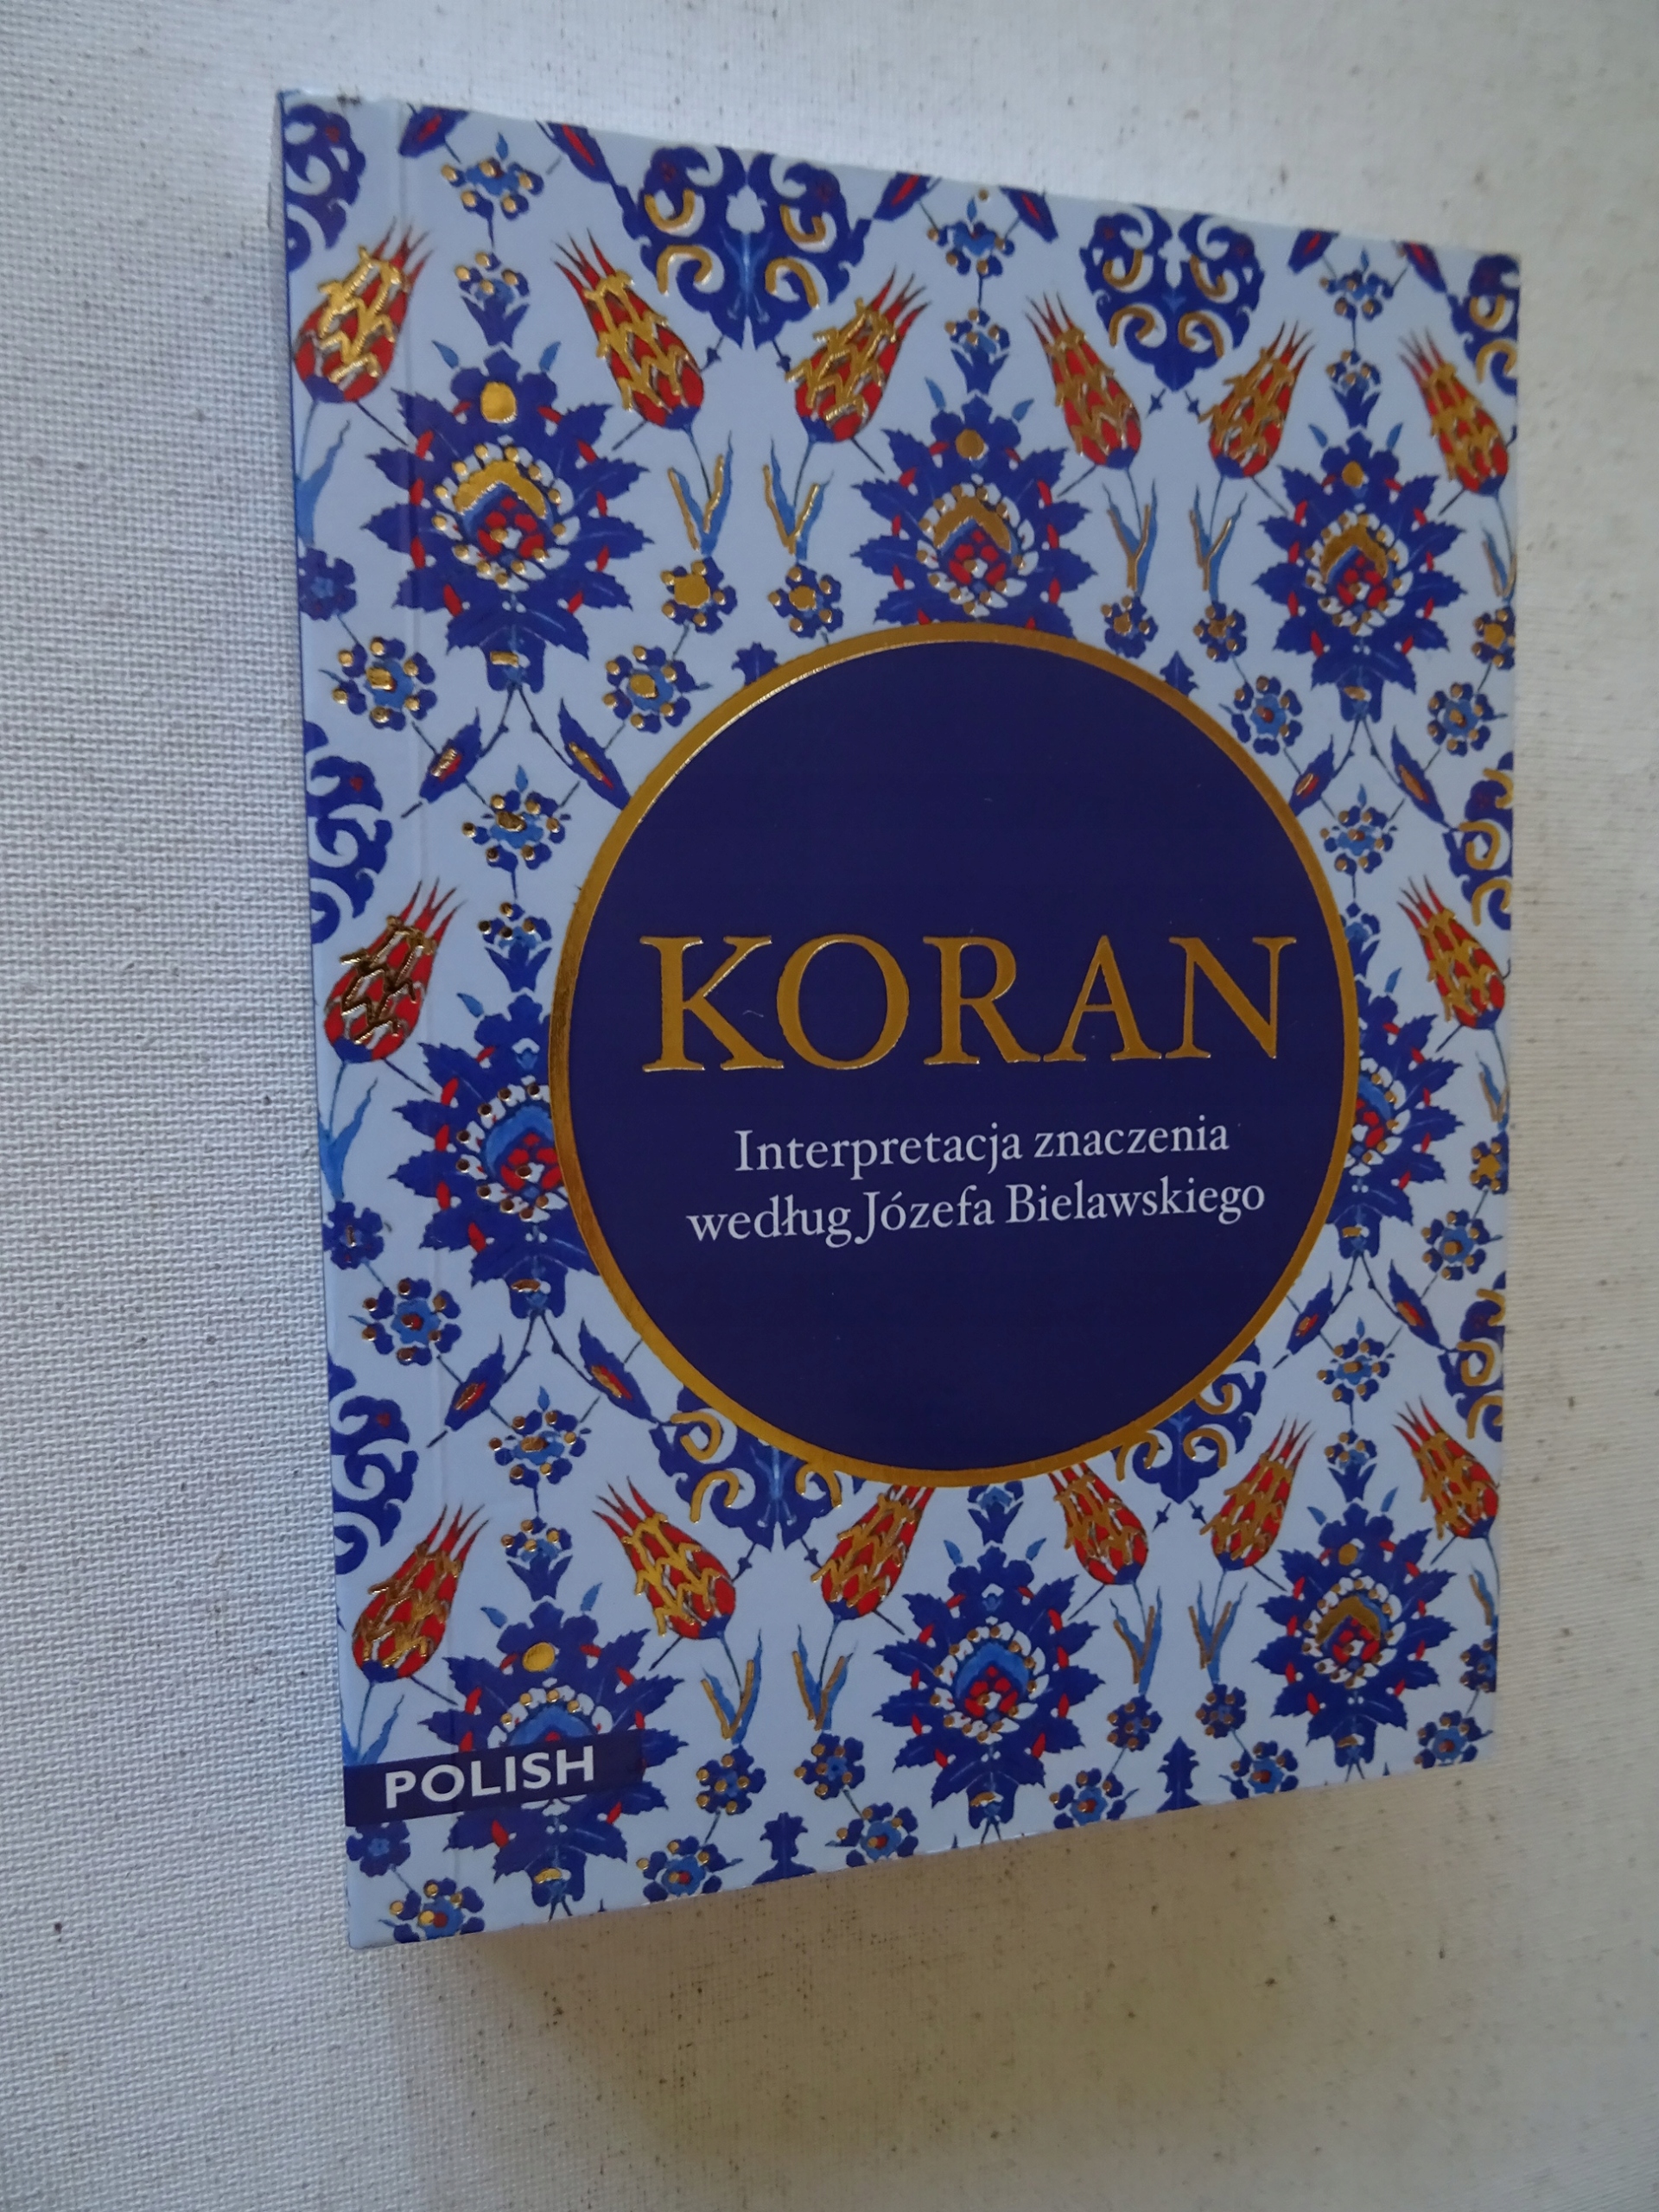 KORAN
Interpretacja znaczenia
według Józefa Bielawskiego
POLISH